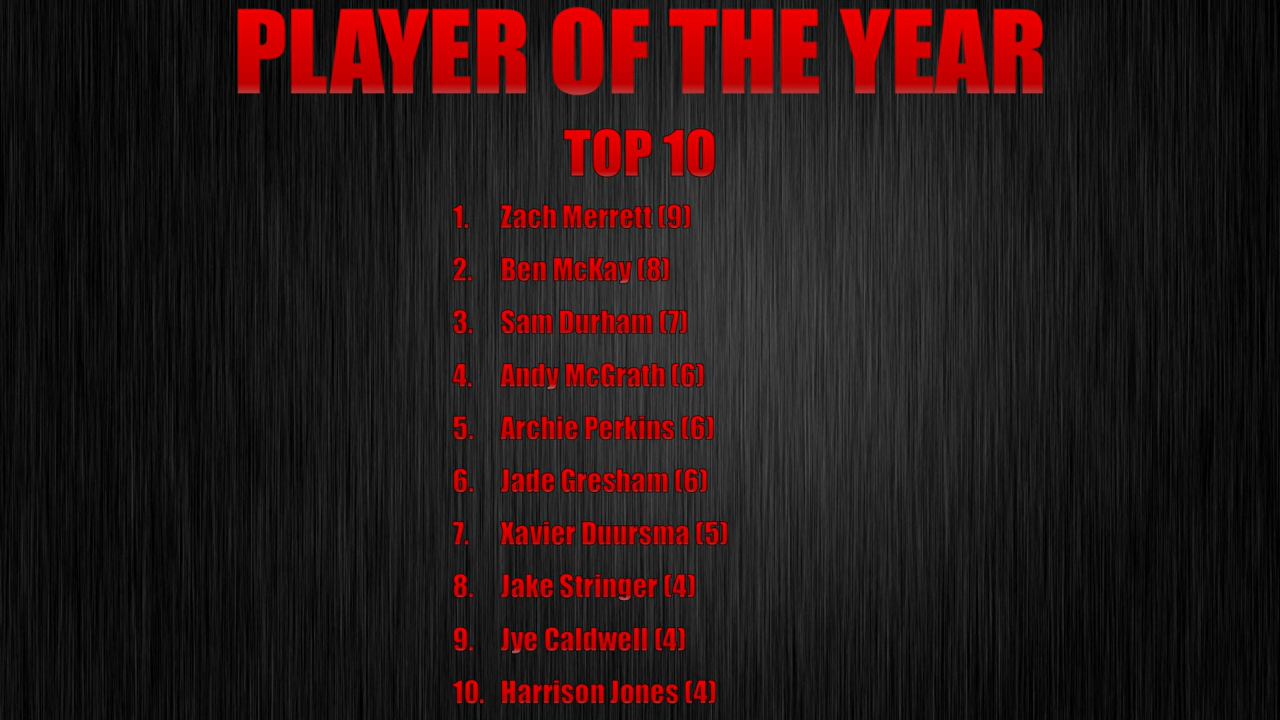 PLAYER OF THE YEAR
TOP 10
1. Zach Merrett (9)
2. Ben McKay (8)
3. Sam Durham (7)
4. Andy McGrath (6)
5. Archie Perkins (6)
6. Jade Gresham (6)
7. Xavier Duursma (5)
8. Jake Stringer (4)
9. Jye Caldwell (4)
10. Harrison Jones (4)